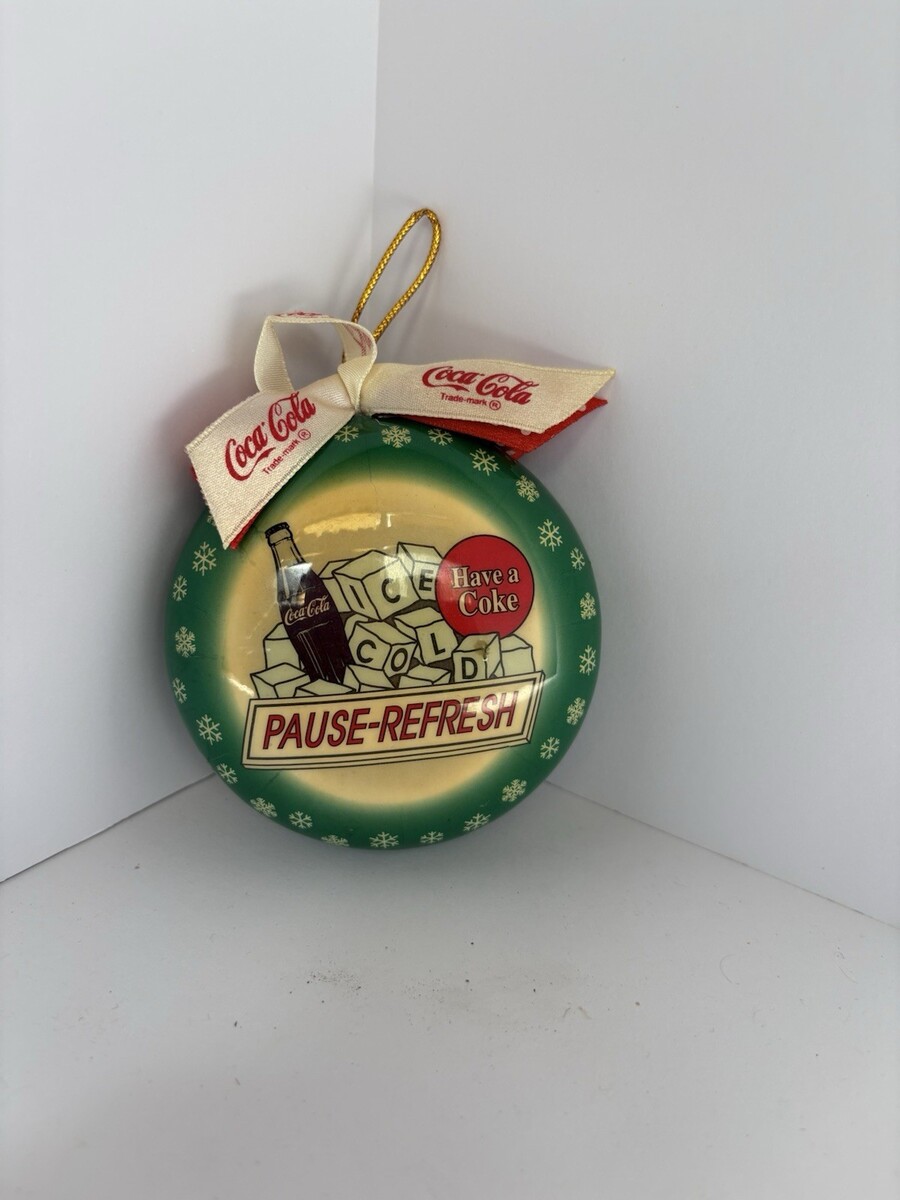 Coca-Cola
Trade-mark ®
Coca-Cola
Trade-mark ®
ICE
Have a
Coke
Coca-Cola
COLD
PAUSE-REFRESH